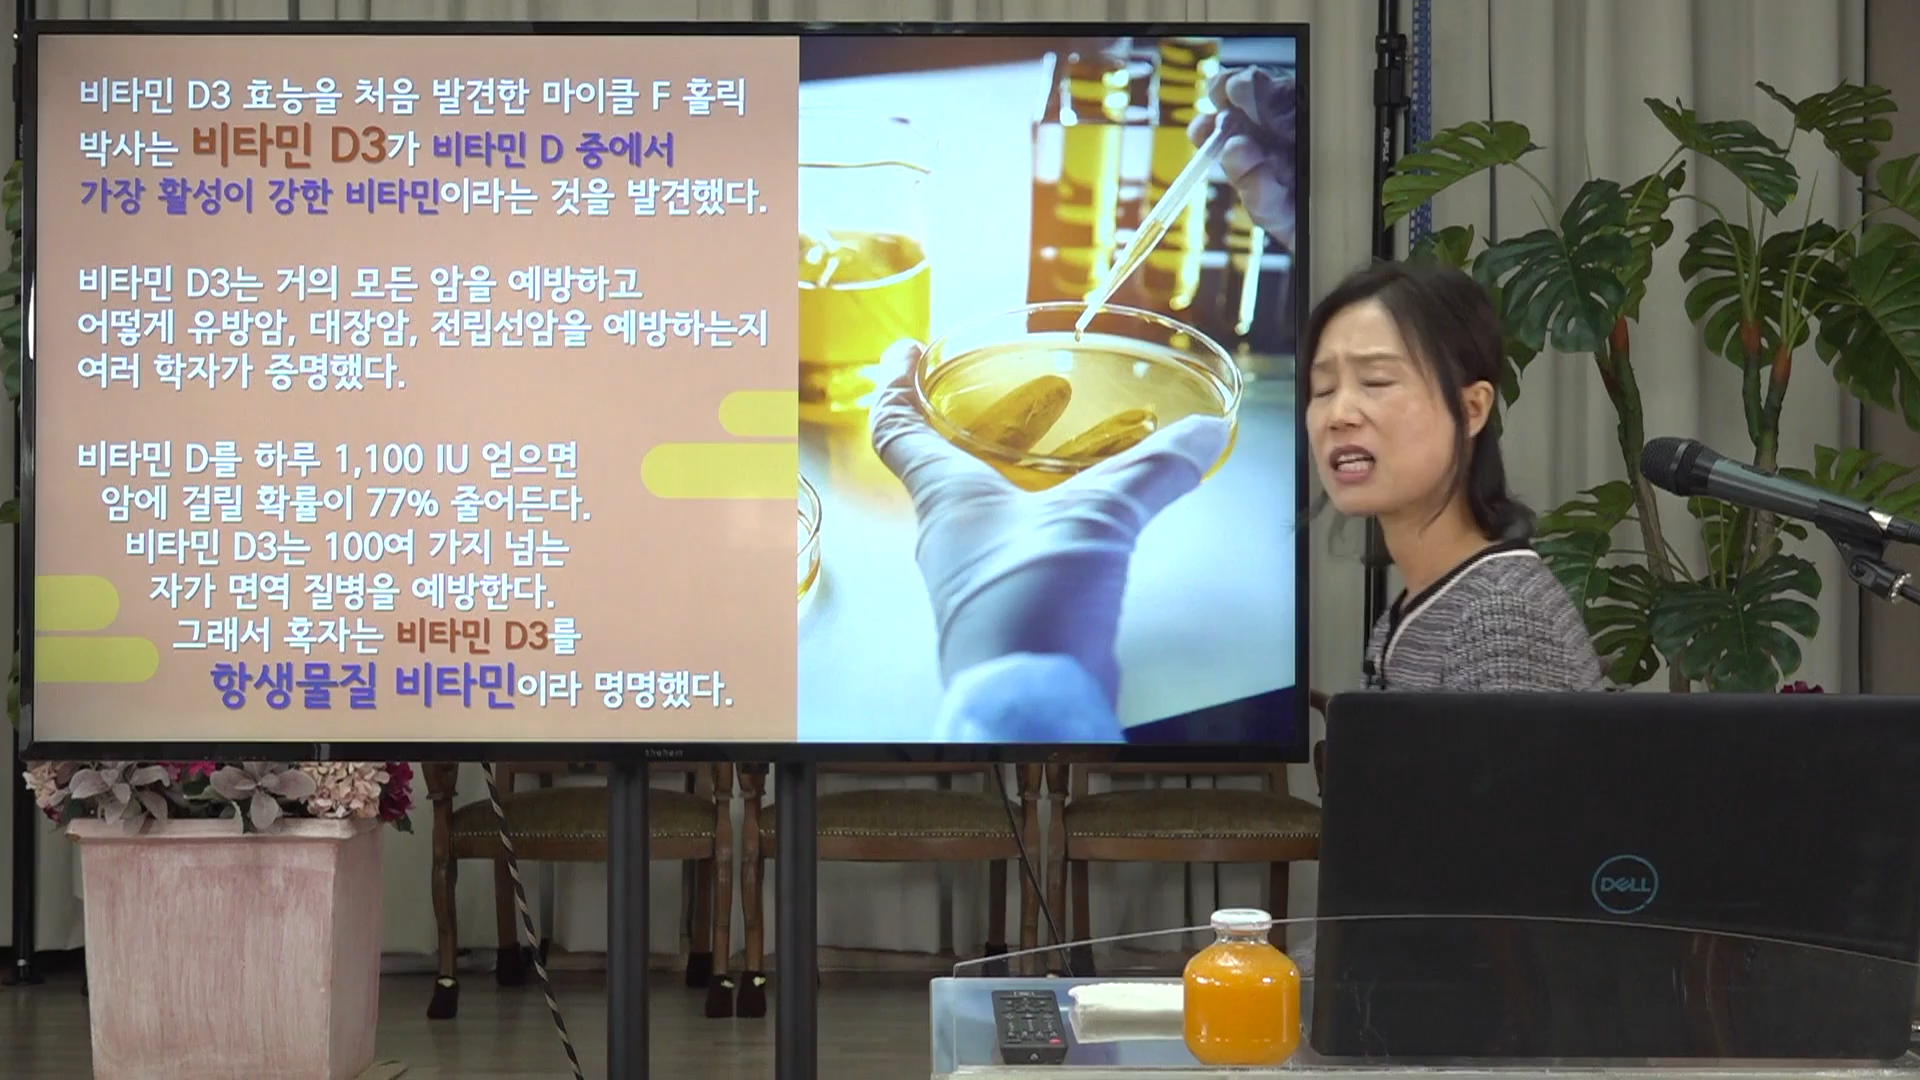 비타민 D3 효능을 처음 발견한 마이클 F 홀릭
박사는 비타민 D3가 비타민 D 중에서
가장 활성이 강한 비타민이라는 것을 발견했다.
비타민 D3는 거의 모든 암을 예방하고
어떻게 유방암, 대장암, 전립선암을 예방하는지
여러 학자가 증명했다.
비타민 D를 하루 1,100 IU 얻으면
암에 걸릴 확률이 77% 줄어든다.
비타민 D3는 100여 가지 넘는
자가 면역 질병을 예방한다.
그래서 혹자는 비타민 D3를
항생물질 비타민이라 명명했다.
DELL